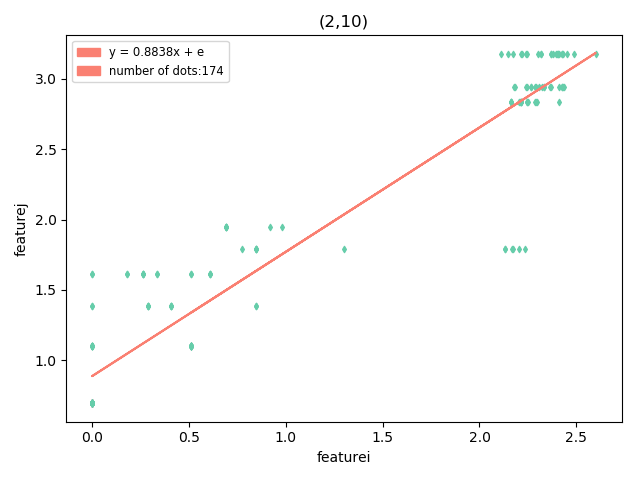 (2,10)
y = 0.8838x + e
number of dots:174
3.0
2.5
2.0
1.5
1.0
featurej
0.0 0.5 1.0 1.5 2.0 2.5
featurei